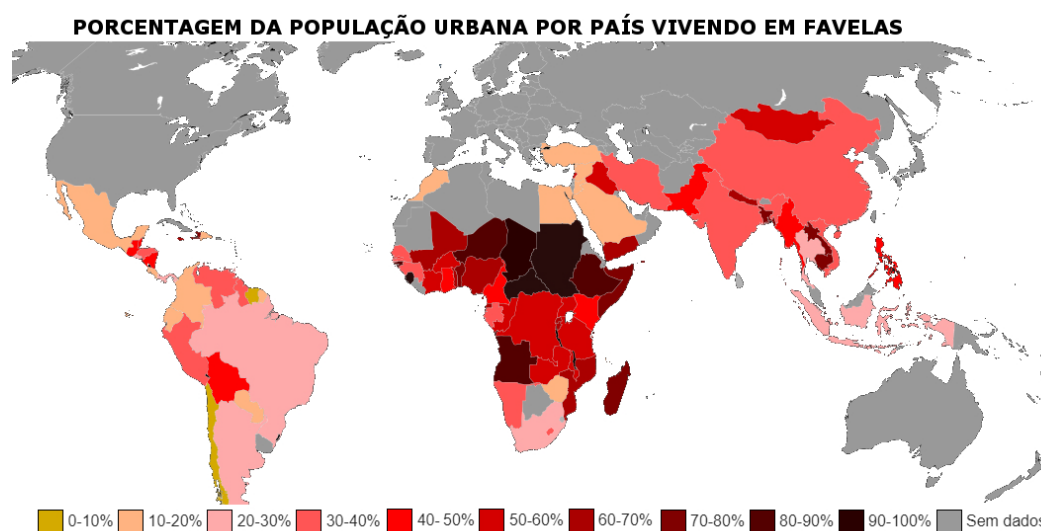 PORCENTAGEM DA POPULAÇÃO URBANA POR PAÍS VIVENDO EM FAVELAS
0-10% 10-20% 20-30% 30-40% 40- 50% 50-60% 60-70% 70-80% 80-90% 90-100% Sem dados